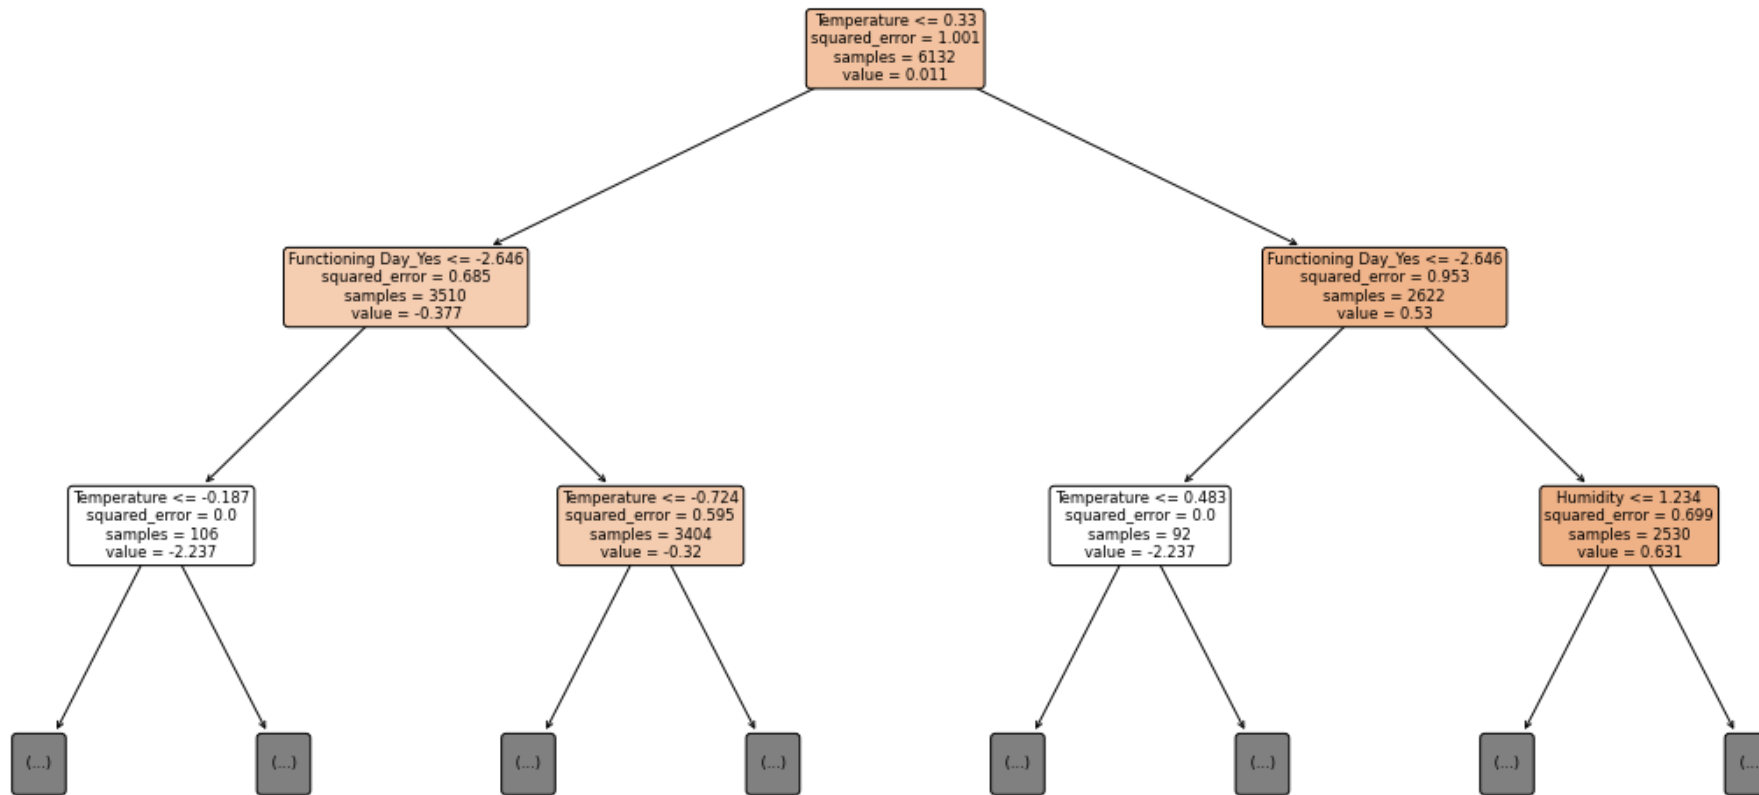 Temperature <= 0.33
squared_error = 1.001
samples = 6132
value = 0.011
Functioning Day_Yes <= -2.646
squared_error = 0.685
samples = 3510
value = -0.377
Functioning Day_Yes <= -2.646
squared_error = 0.953
samples = 2622
value = 0.53
Temperature <= -0.187
squared_error = 0.0
samples = 106
value = -2.237
Temperature <= -0.724
squared_error = 0.595
samples = 3404
value = -0.32
Temperature <= 0.483
squared_error = 0.0
samples = 92
value = -2.237
Humidity <= 1.234
squared_error = 0.699
samples = 2530
value = 0.631
(...)
(...)
(...)
(...)
(...)
(...)
(...)
(...